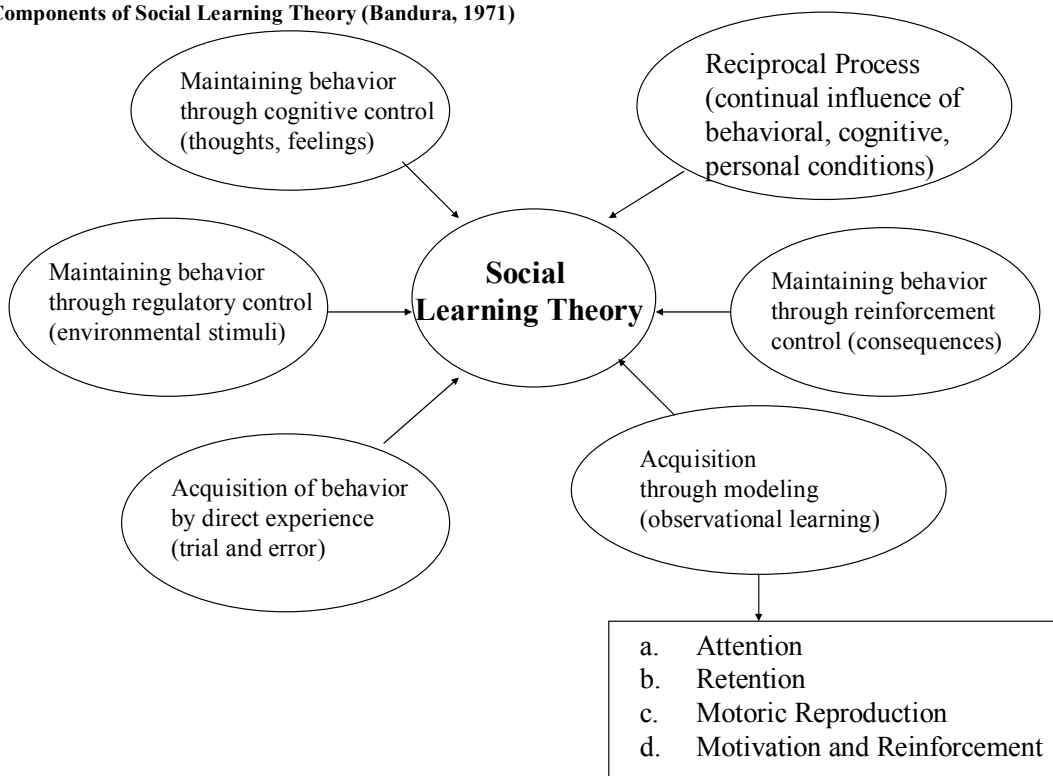 Components of Social Learning Theory (Bandura, 1971)
Maintaining behavior
through cognitive control
(thoughts, feelings)
Reciprocal Process
(continual influence of
behavioral, cognitive,
personal conditions)
Maintaining behavior
through regulatory control
(environmental stimuli)
Social
Learning Theory
Maintaining behavior
through reinforcement
control (consequences)
Acquisition of behavior
by direct experience
(trial and error)
Acquisition
through modeling
(observational learning)
a. Attention
b. Retention
c. Motoric Reproduction
d. Motivation and Reinforcement